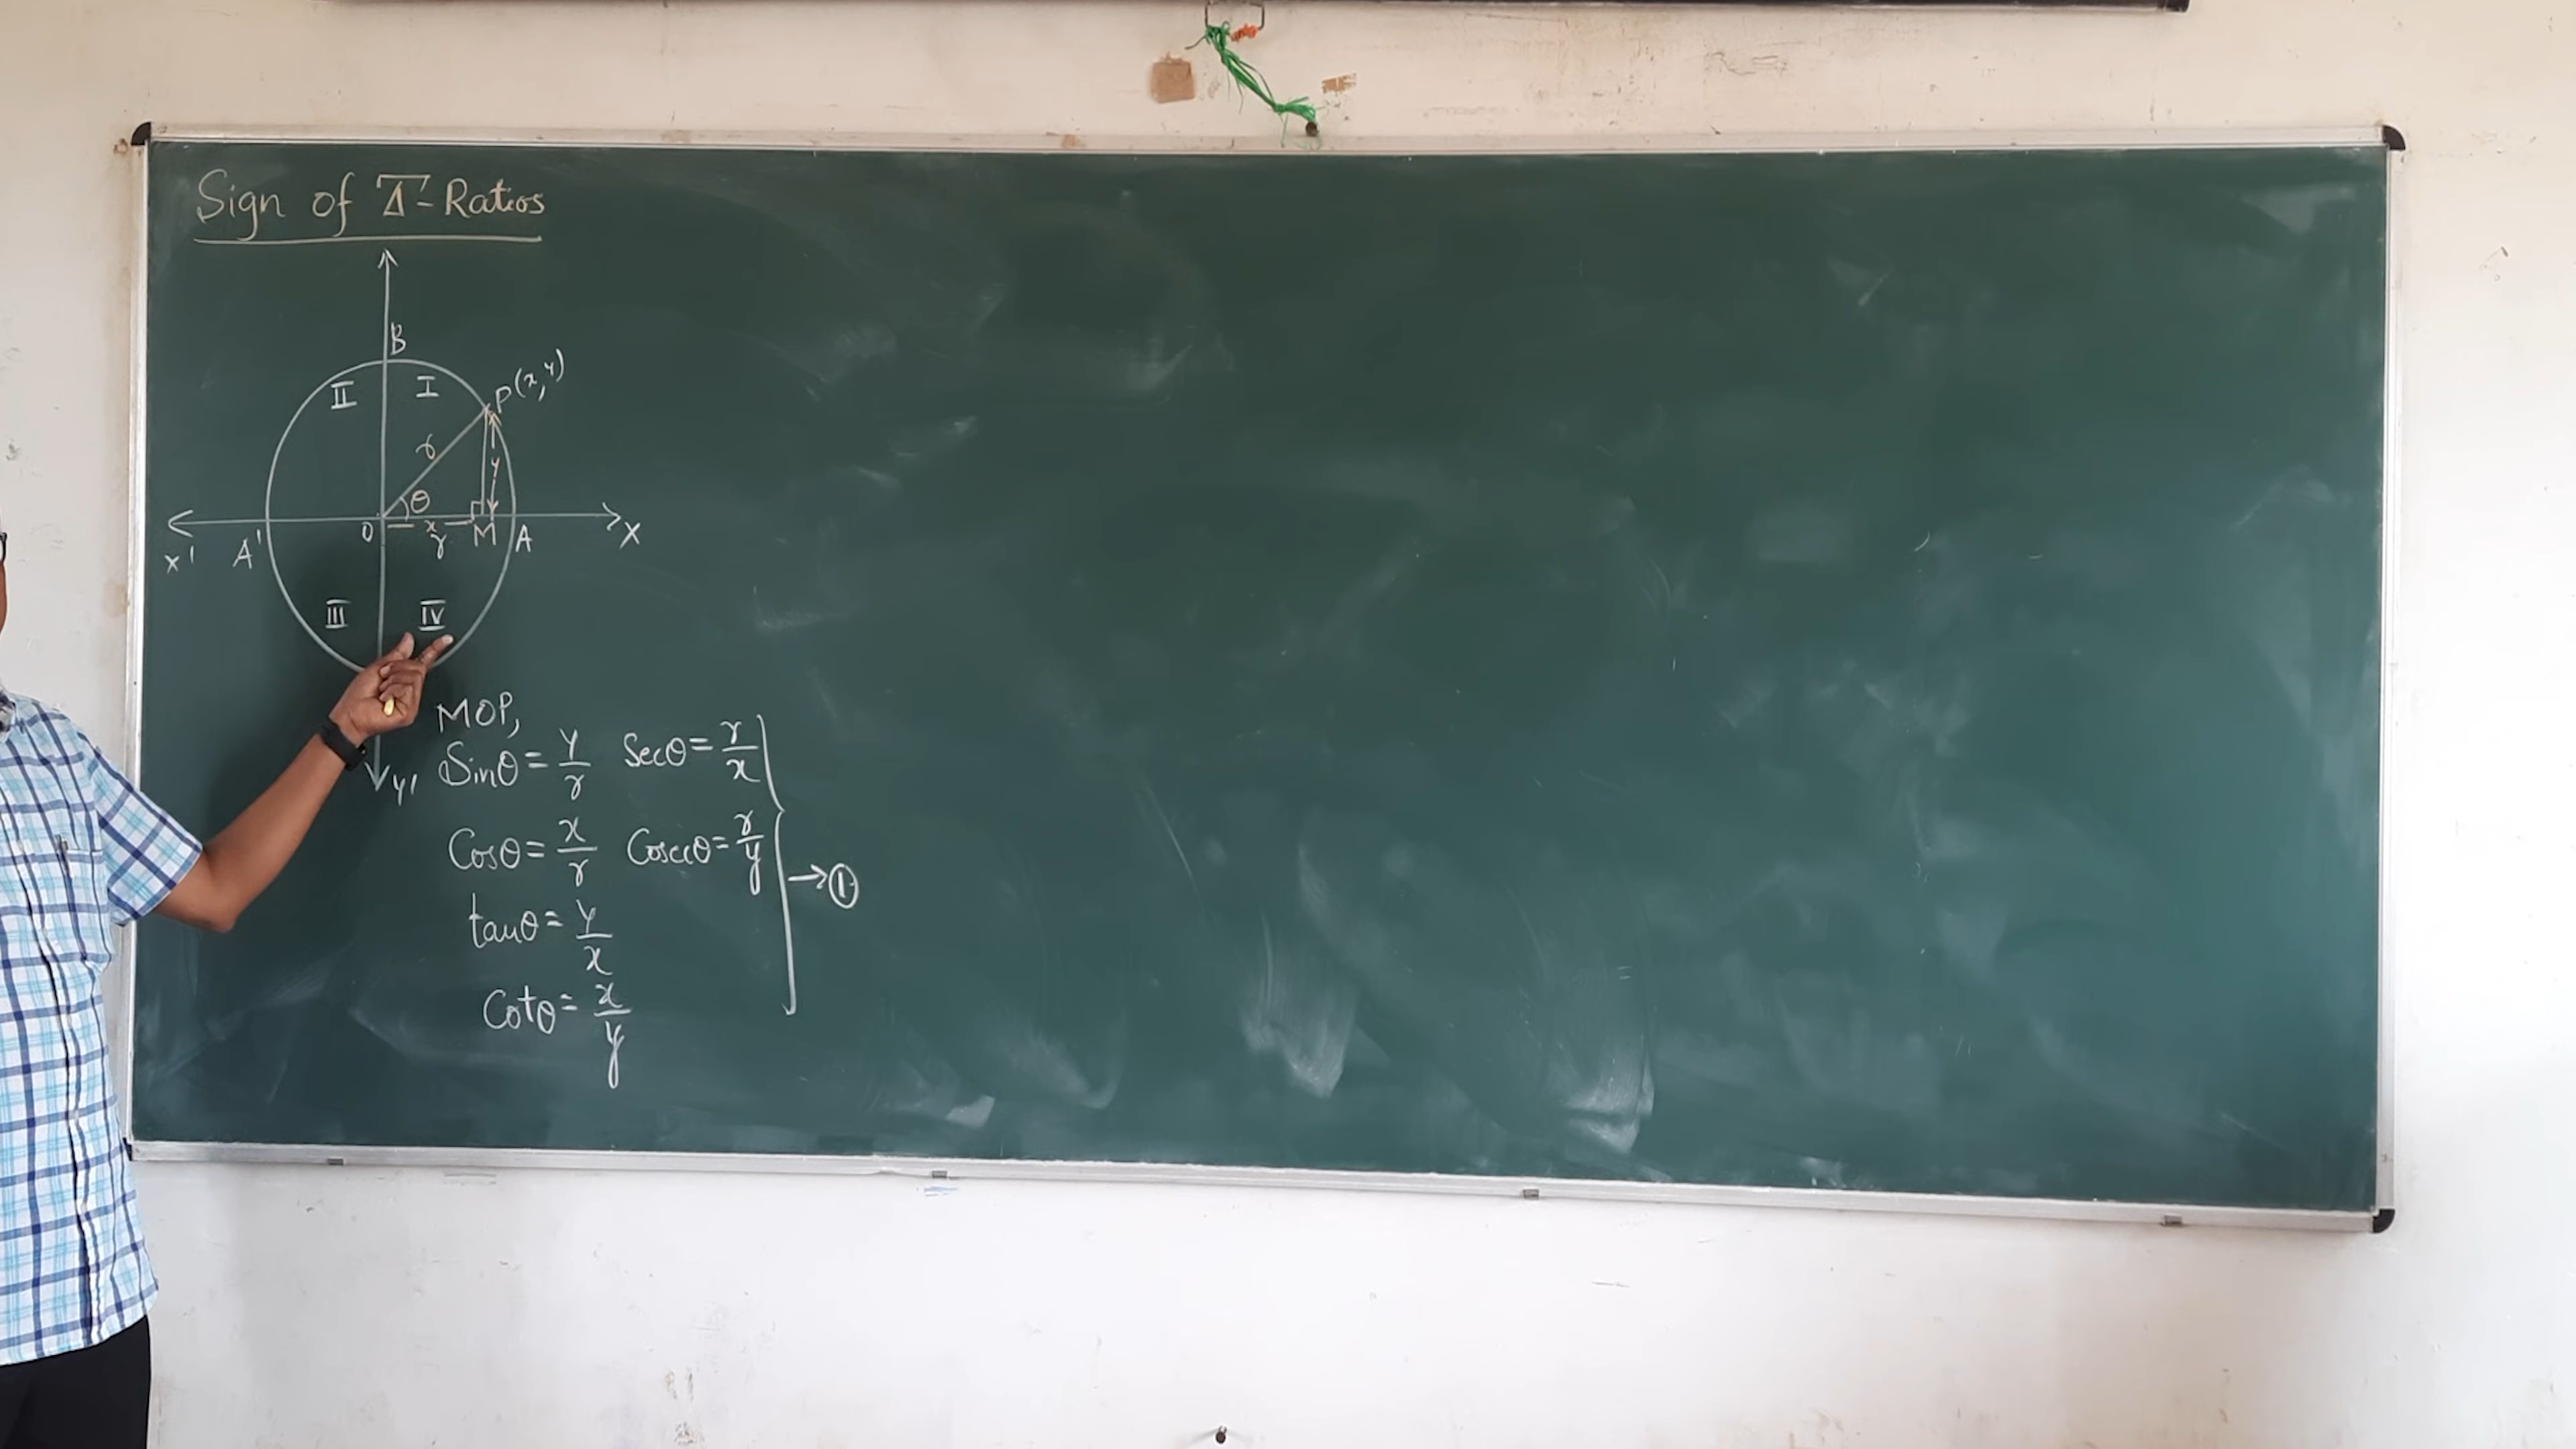 Sign of T-Ratios
B
II I P(x,y)
r
y
θ
O x M A X
r
X' A'
III IV
MOP,
Sinθ = y/r Secθ = r/x
Y'
Cosθ = x/r Cosecθ = r/y
→ ①
tanθ = y/x
Cotθ = x/y